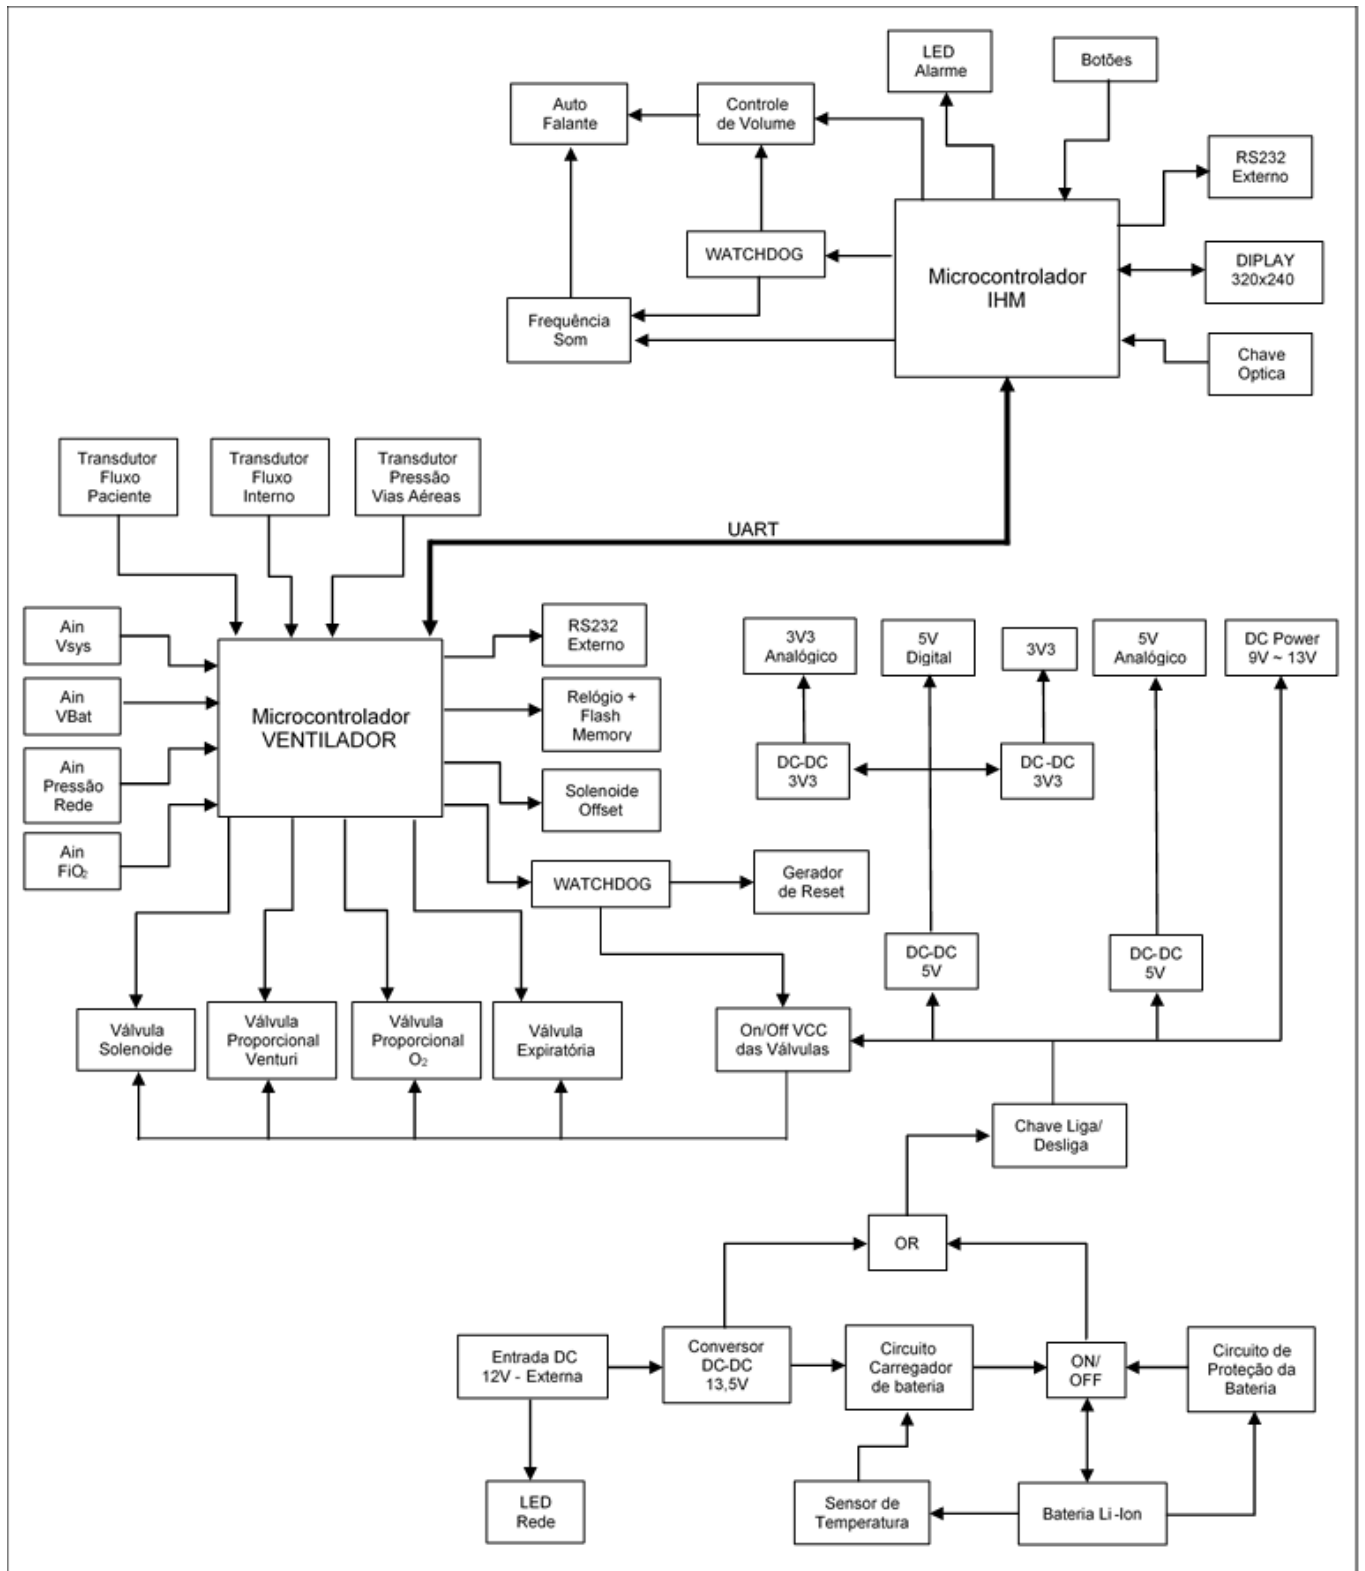 LED
Alarme
Botões
Auto
Falante
Controle
de Volume
RS232
Externo
WATCHDOG
Microcontrolador
IHM
DIPLAY
320x240
Frequência
Som
Chave
Optica
Transdutor
Fluxo
Paciente
Transdutor
Fluxo
Interno
Transdutor
Pressão
Vias Aéreas
UART
Ain
Vsys
Ain
VBat
Ain
Pressão
Rede
Ain
FiO₂
Microcontrolador
VENTILADOR
RS232
Externo
Relógio +
Flash
Memory
Solenoide
Offset
WATCHDOG
Gerador
de Reset
3V3
Analógico
5V
Digital
3V3
5V
Analógico
DC Power
9V ~ 13V
DC-DC
3V3
DC-DC
3V3
DC-DC
5V
DC-DC
5V
Válvula
Solenoide
Válvula
Proporcional
Venturi
Válvula
Proporcional
O₂
Válvula
Expiratória
On/Off VCC
das Válvulas
Chave Liga/
Desliga
OR
Entrada DC
12V - Externa
Conversor
DC-DC
13,5V
Circuito
Carregador
de bateria
ON/
OFF
Circuito de
Proteção da
Bateria
LED
Rede
Sensor de
Temperatura
Bateria Li-Ion